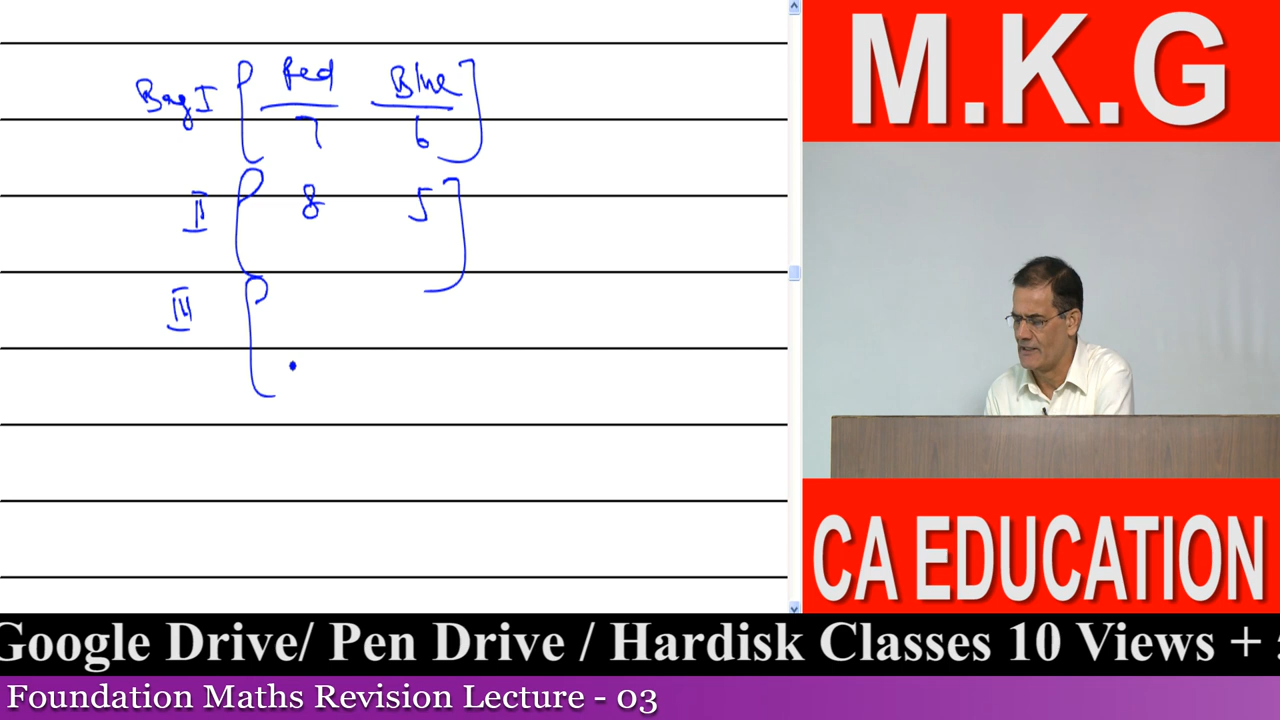 Red Blue
Bag I 7 6
II 8 5
III
M.K.G
CA EDUCATION
Google Drive/ Pen Drive / Hardisk Classes 10 Views +
Foundation Maths Revision Lecture - 03